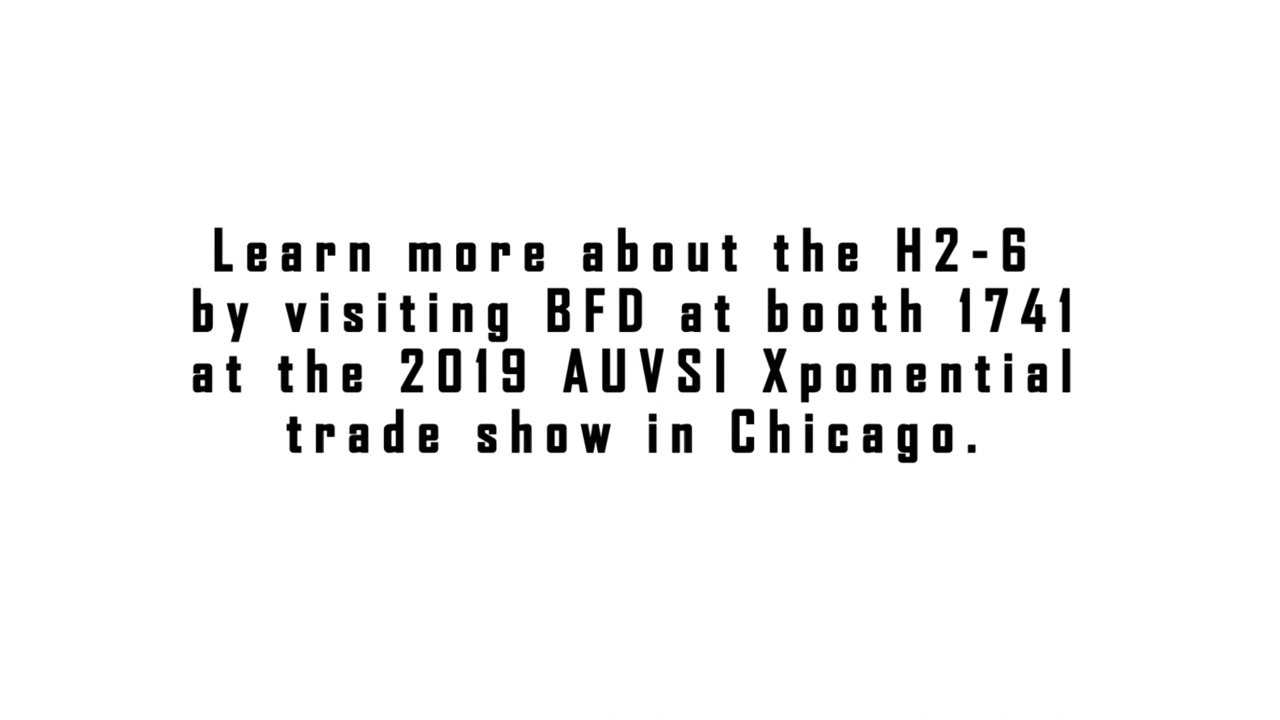 Learn more about the H2-6
by visiting BFD at booth 1741
at the 2019 AUVSI Xponential
trade show in Chicago.